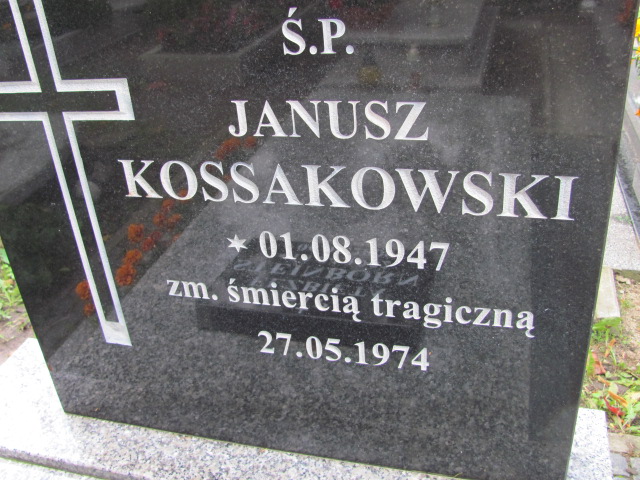 Ś.P.
JANUSZ
KOSSAKOWSKI
* 01.08.1947
zm. śmiercią tragiczną
27.05.1974